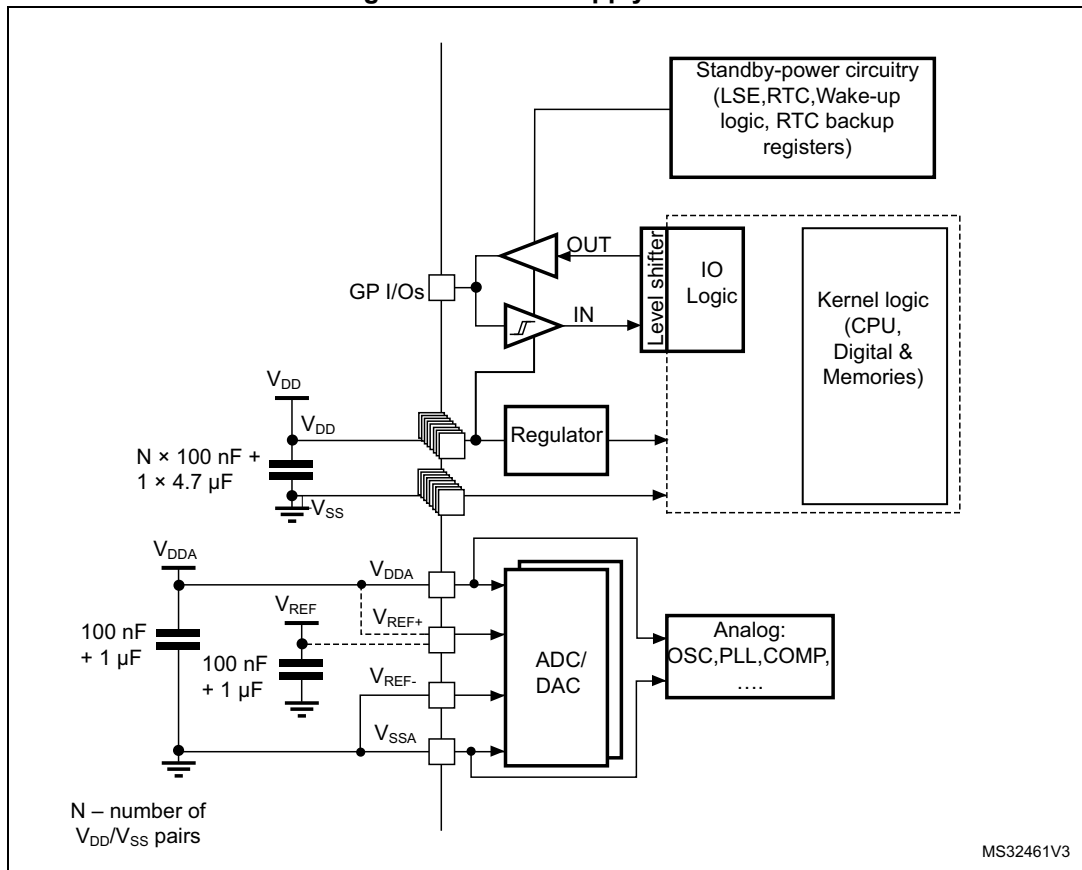 Standby-power circuitry
(LSE,RTC,Wake-up
logic, RTC backup
registers)
OUT
Level shifter
IO
Logic
GP I/Os
IN
Kernel logic
(CPU,
Digital &
Memories)
VDD
VDD
Regulator
N × 100 nF +
1 × 4.7 µF
VSS
VDDA
VDDA
VREF
VREF+
100 nF
+ 1 µF
100 nF
+ 1 µF
VREF-
ADC/
DAC
Analog:
OSC,PLL,COMP,
....
VSSA
N – number of
VDD/VSS pairs
MS32461V3